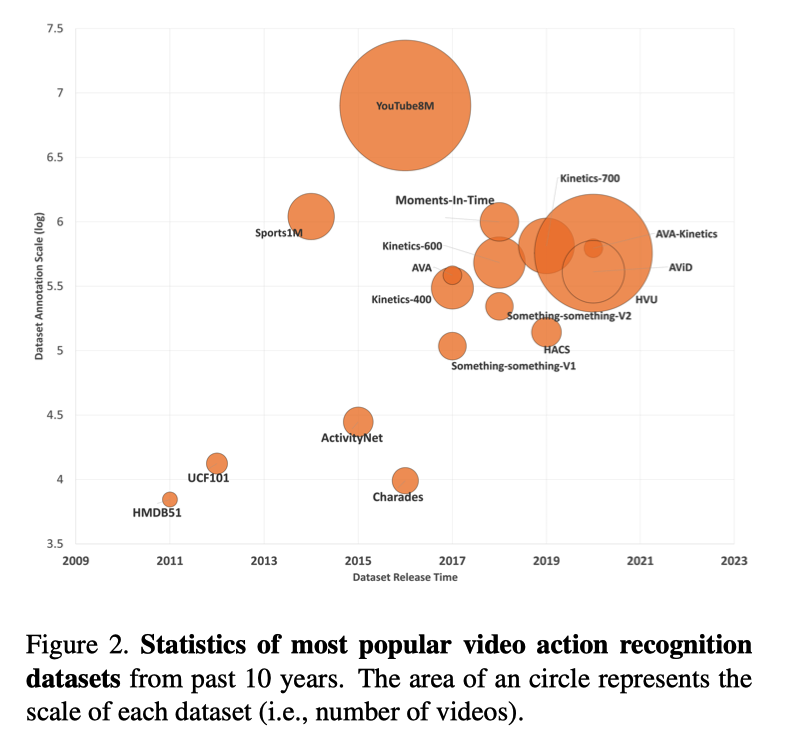 7.5
7
6.5
6
5.5
5
4.5
4
3.5
Dataset Annotation Scale (log)
YouTube8M
Kinetics-700
Moments-In-Time
Sports1M
AVA-Kinetics
Kinetics-600
AVA
AViD
Kinetics-400
HVU
Something-something-V2
HACS
Something-something-V1
ActivityNet
UCF101
Charades
HMDB51
2009 2011 2013 2015 2017 2019 2021 2023
Dataset Release Time
Figure 2. Statistics of most popular video action recognition
datasets from past 10 years. The area of an circle represents the
scale of each dataset (i.e., number of videos).